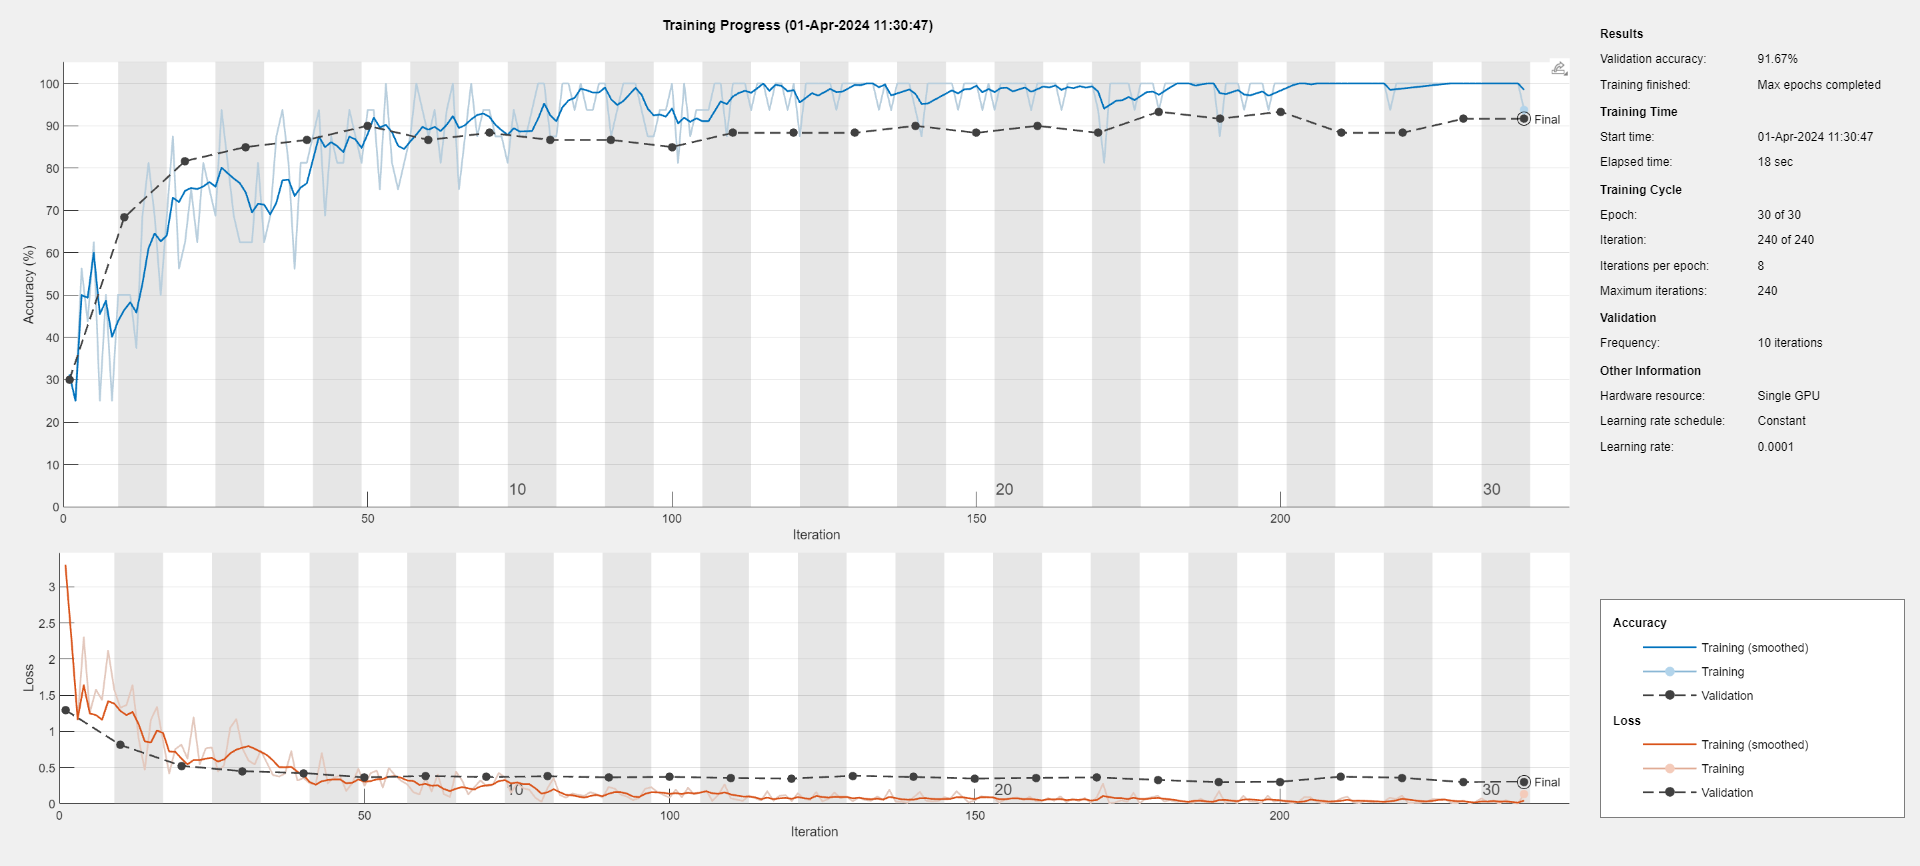 Training Progress (01-Apr-2024 11:30:47)
100
90
80
70
60
50
40
30
20
10
0
Accuracy (%)
Final
10
20
30
0
50
100
150
200
Iteration
3
2.5
2
1.5
1
0.5
0
Loss
Final
10
20
30
0
50
100
150
200
Iteration
Results
Validation accuracy: 91.67%
Training finished: Max epochs completed
Training Time
Start time: 01-Apr-2024 11:30:47
Elapsed time: 18 sec
Training Cycle
Epoch: 30 of 30
Iteration: 240 of 240
Iterations per epoch: 8
Maximum iterations: 240
Validation
Frequency: 10 iterations
Other Information
Hardware resource: Single GPU
Learning rate schedule: Constant
Learning rate: 0.0001
Accuracy
Training (smoothed)
Training
Validation
Loss
Training (smoothed)
Training
Validation